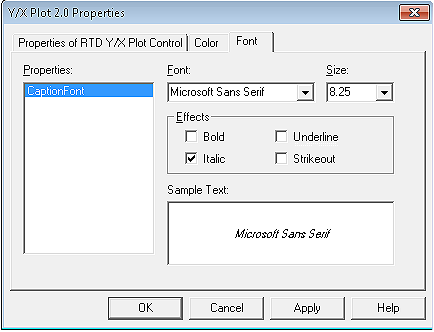 Y/X Plot 2.0 Properties
Properties of RTD Y/X Plot Control Color Font
Properties: Font: Size:
CaptionFont Microsoft Sans Serif 8.25
Effects
Bold Underline
Italic Strikeout
Sample Text:
Microsoft Sans Serif
OK Cancel Apply Help